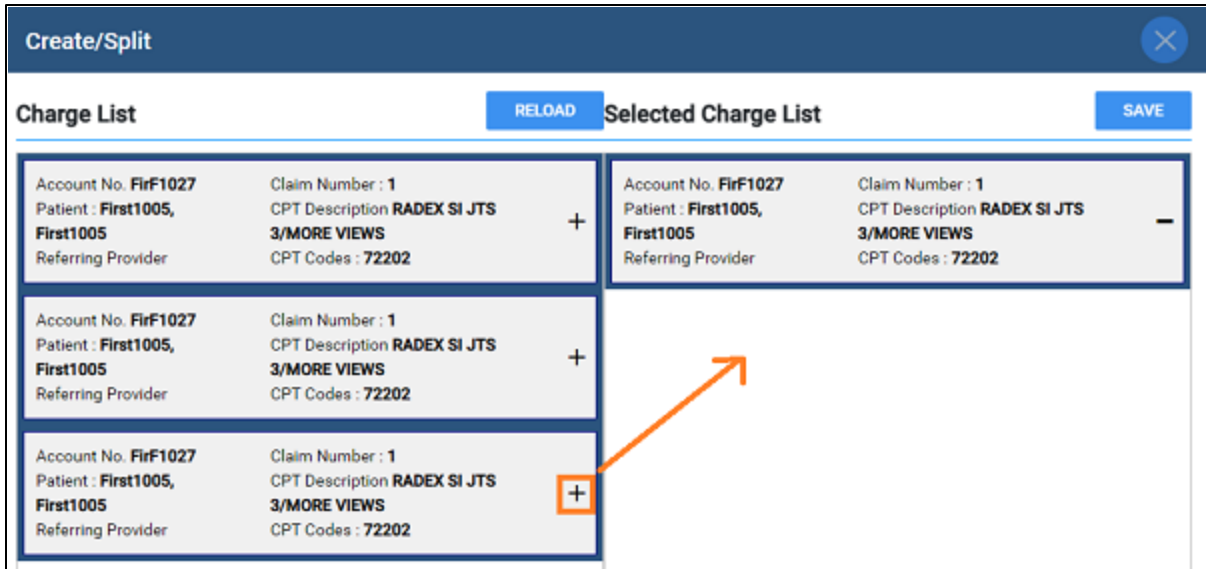 Create/Split
Charge List
RELOAD
Selected Charge List
SAVE
Account No. FirF1027
Patient : First1005,
First1005
Referring Provider
Claim Number : 1
CPT Description RADEX SI JTS
3/MORE VIEWS
CPT Codes : 72202
+
Account No. FirF1027
Patient : First1005,
First1005
Referring Provider
Claim Number : 1
CPT Description RADEX SI JTS
3/MORE VIEWS
CPT Codes : 72202
+
Account No. FirF1027
Patient : First1005,
First1005
Referring Provider
Claim Number : 1
CPT Description RADEX SI JTS
3/MORE VIEWS
CPT Codes : 72202
+
Account No. FirF1027
Patient : First1005,
First1005
Referring Provider
Claim Number : 1
CPT Description RADEX SI JTS
3/MORE VIEWS
CPT Codes : 72202
-